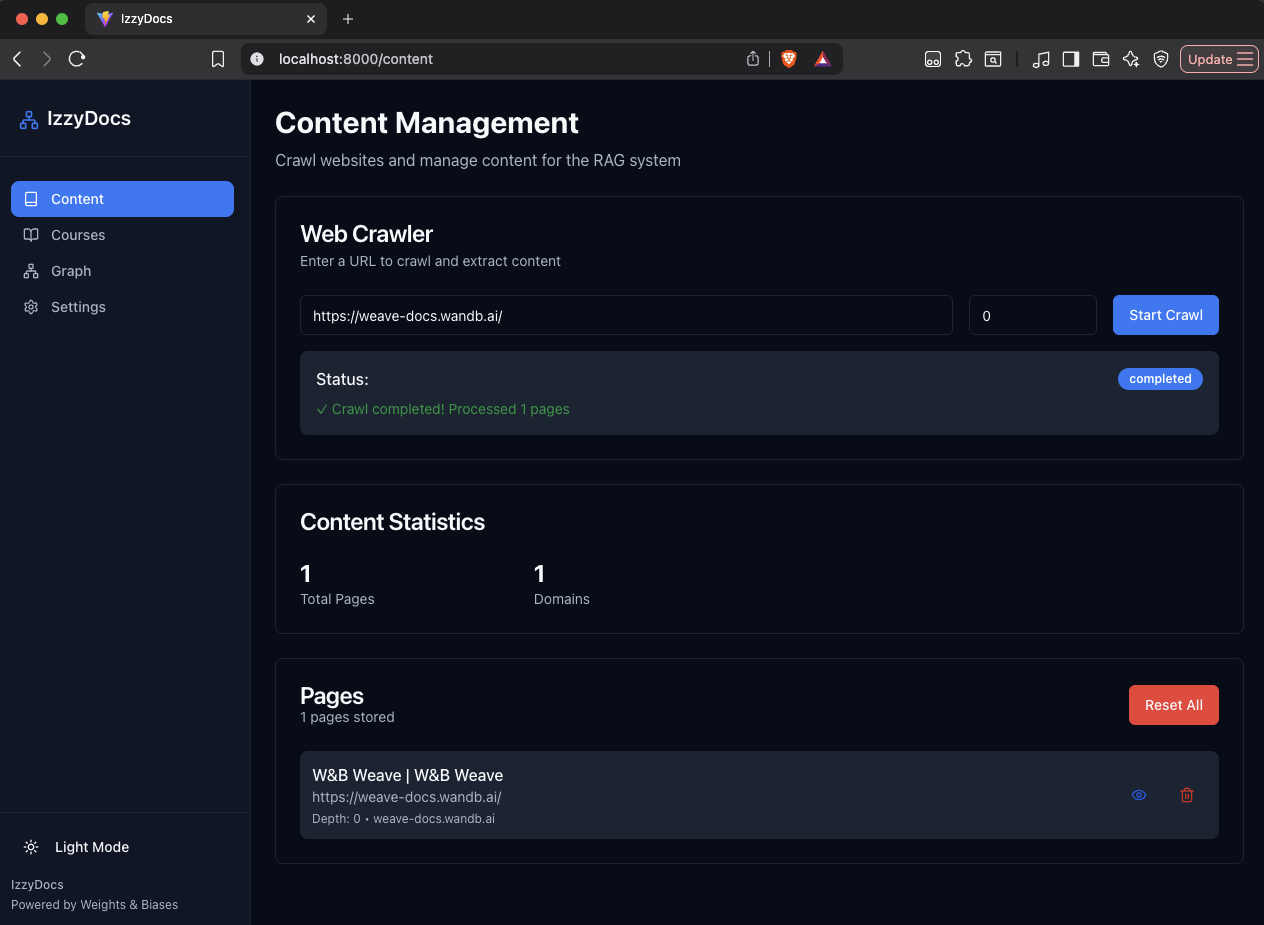 IzzyDocs
localhost:8000/content
Update
IzzyDocs
Content
Courses
Graph
Settings
Light Mode
IzzyDocs
Powered by Weights & Biases
Content Management
Crawl websites and manage content for the RAG system
Web Crawler
Enter a URL to crawl and extract content
https://weave-docs.wandb.ai/
0
Start Crawl
Status:
completed
✓ Crawl completed! Processed 1 pages
Content Statistics
1
Total Pages
1
Domains
Pages
1 pages stored
Reset All
W&B Weave | W&B Weave
https://weave-docs.wandb.ai/
Depth: 0 • weave-docs.wandb.ai